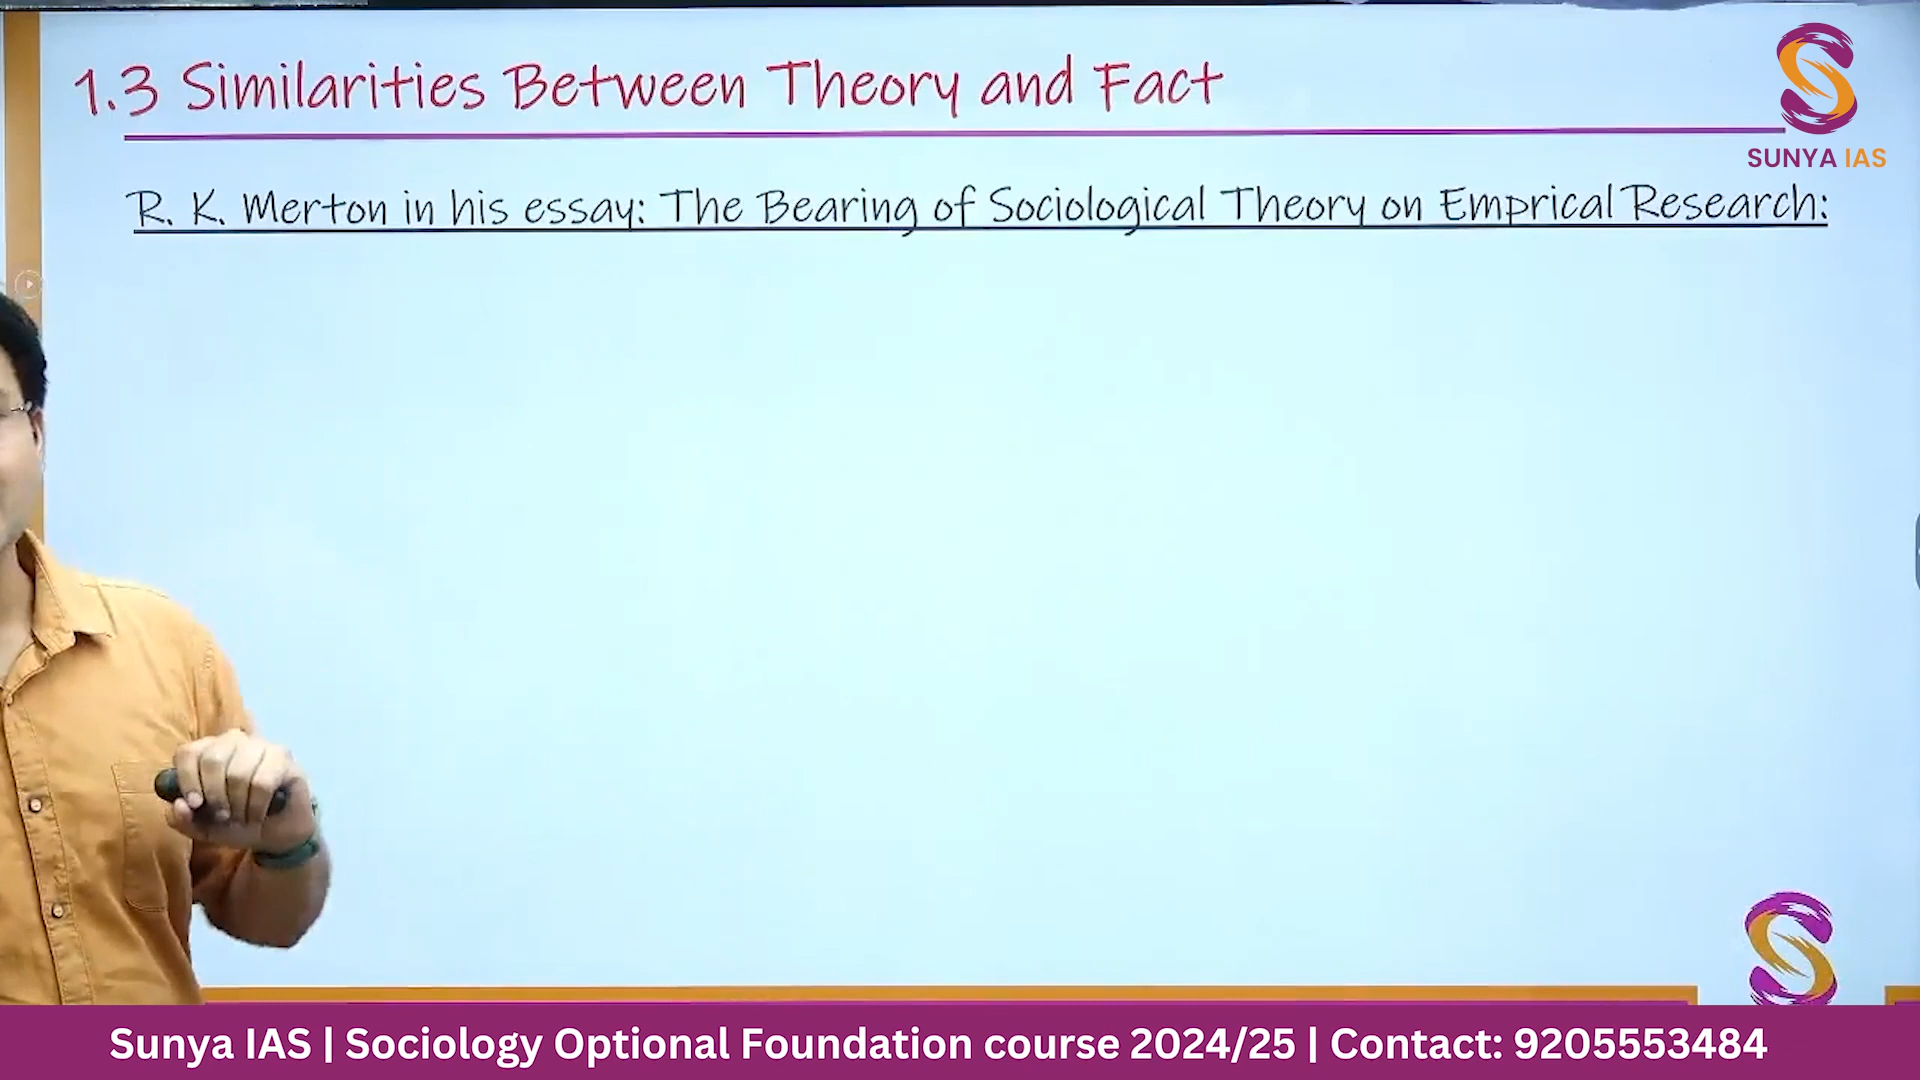 1.3 Similarities Between Theory and Fact
SUNYA IAS
R. K. Merton in his essay: The Bearing of Sociological Theory on Emprical Research:
Sunya IAS | Sociology Optional Foundation course 2024/25 | Contact: 9205553484